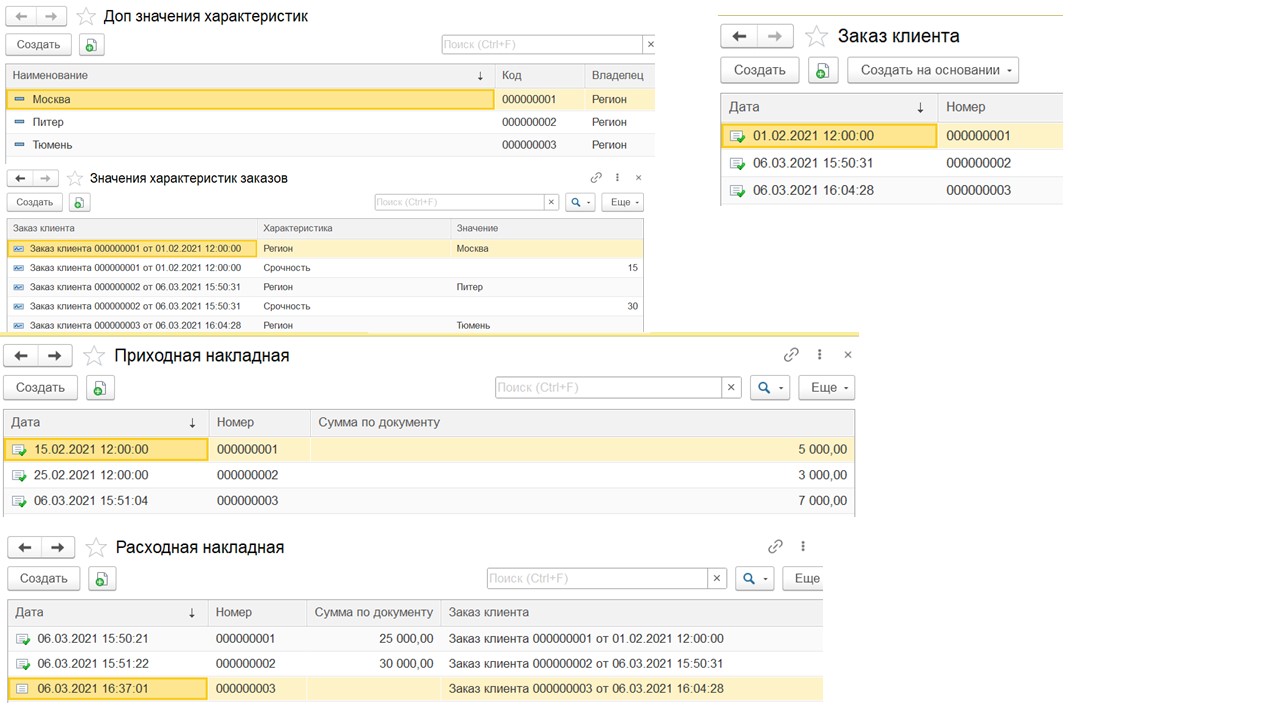 Доп значения характеристик
Создать
Поиск (Ctrl+F) ×
Наименование ↓ Код Владелец
Москва 000000001 Регион
Питер 000000002 Регион
Тюмень 000000003 Регион
Заказ клиента
Создать Создать на основании
Дата ↓ Номер
01.02.2021 12:00:00 000000001
06.03.2021 15:50:31 000000002
06.03.2021 16:04:28 000000003
Значения характеристик заказов
Создать Поиск (Ctrl+F) × Еще
Заказ клиента Характеристика Значение
Заказ клиента 000000001 от 01.02.2021 12:00:00 Регион Москва
Заказ клиента 000000001 от 01.02.2021 12:00:00 Срочность 15
Заказ клиента 000000002 от 06.03.2021 15:50:31 Регион Питер
Заказ клиента 000000002 от 06.03.2021 15:50:31 Срочность 30
Заказ клиента 000000003 от 06.03.2021 16:04:28 Регион Тюмень
Приходная накладная
Создать Поиск (Ctrl+F) × Еще
Дата ↓ Номер Сумма по документу
15.02.2021 12:00:00 000000001 5 000,00
25.02.2021 12:00:00 000000002 3 000,00
06.03.2021 15:51:04 000000003 7 000,00
Расходная накладная
Создать Поиск (Ctrl+F) × Еще
Дата ↓ Номер Сумма по документу Заказ клиента
06.03.2021 15:50:21 000000001 25 000,00 Заказ клиента 000000001 от 01.02.2021 12:00:00
06.03.2021 15:51:22 000000002 30 000,00 Заказ клиента 000000002 от 06.03.2021 15:50:31
06.03.2021 16:37:01 000000003 Заказ клиента 000000003 от 06.03.2021 16:04:28